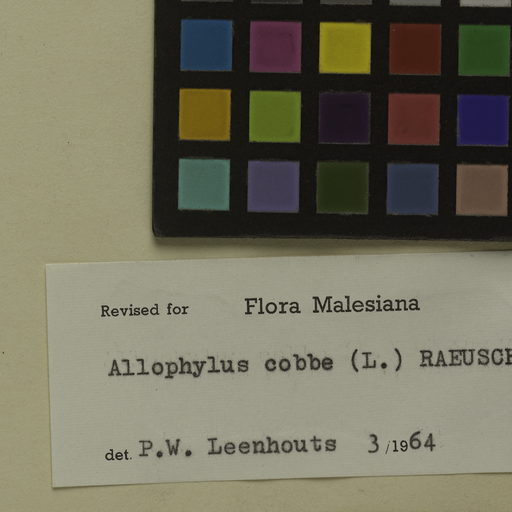 Revised for Flora Malesiana
Allophylus cobbe (L.) RAEUSCH
det. P.W. Leenhouts 3/1964